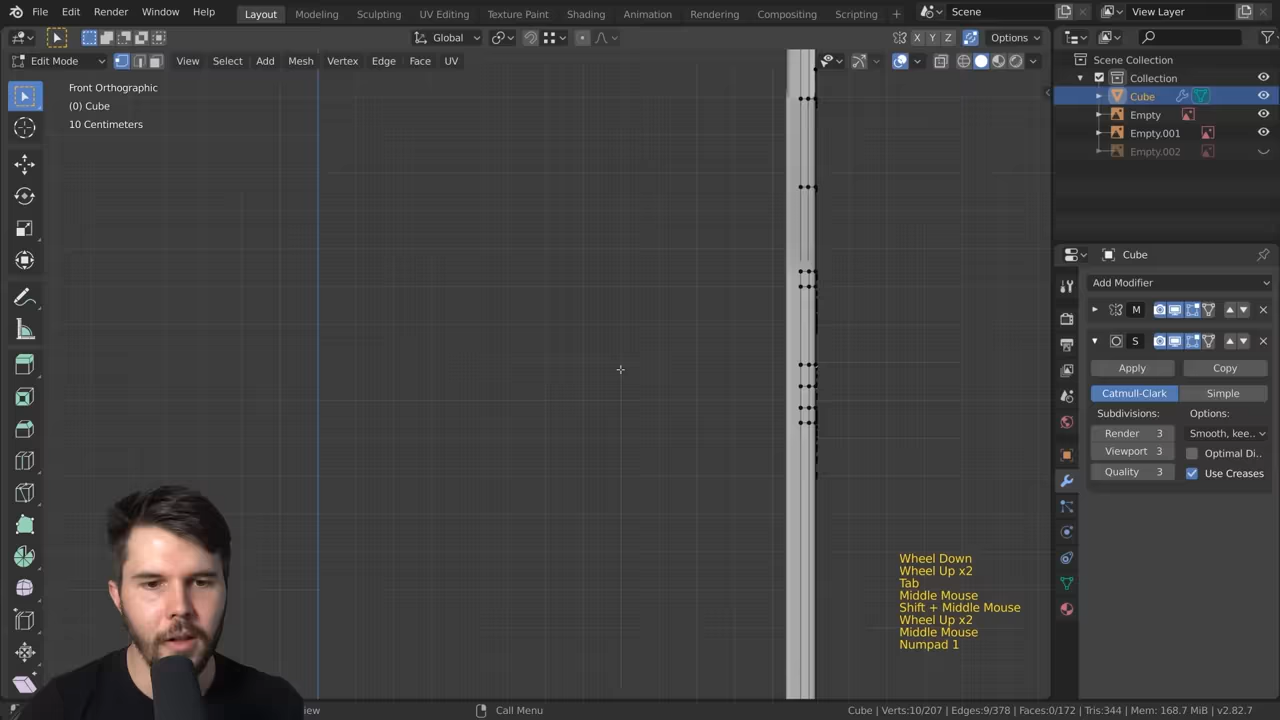 File Edit Render Window Help Layout Modeling Sculpting UV Editing Texture Paint Shading Animation Rendering Compositing Scripting Scene View Layer
Global X Y Z Options
Edit Mode View Select Add Mesh Vertex Edge Face UV
Front Orthographic
(0) Cube
10 Centimeters
Scene Collection
Collection
Cube
Empty
Empty.001
Empty.002
Cube
Add Modifier
M
S
Apply Copy
Catmull-Clark Simple
Subdivisions: Options:
Render 3 Smooth, kee..
Viewport 3 Optimal Di..
Quality 3 Use Creases
Wheel Down
Wheel Up x2
Tab
Middle Mouse
Shift + Middle Mouse
Wheel Up x2
Middle Mouse
Numpad 1
iew Call Menu Cube | Verts:10/207 | Edges:9/378 | Faces:0/172 | Tris:344 | Mem: 168.7 MiB | v2.82.7